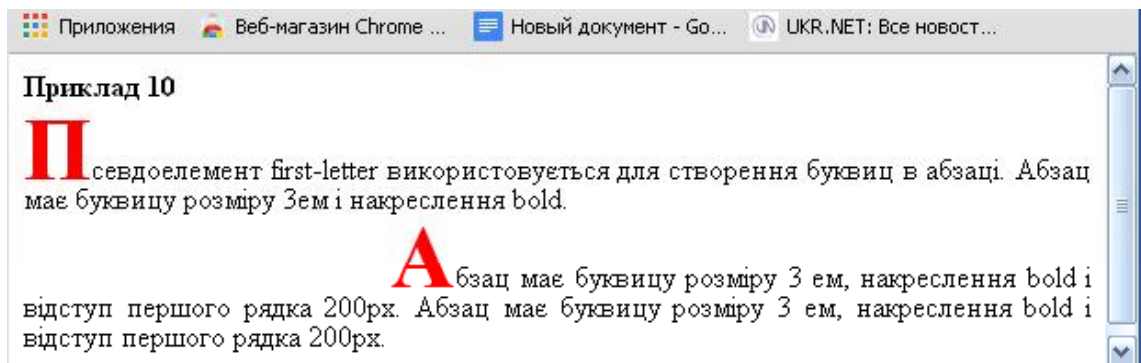 Приложения Веб-магазин Chrome ... Новый документ - Go... UKR.NET: Все новост...
Приклад 10
Псевдоелемент first-letter використовується для створення буквиц в абзаці. Абзац
має буквицу розміру 3ем і накреслення bold.
Абзац має буквицу розміру 3 ем, накреслення bold і
відступ першого рядка 200px. Абзац має буквицу розміру 3 ем, накреслення bold і
відступ першого рядка 200px.